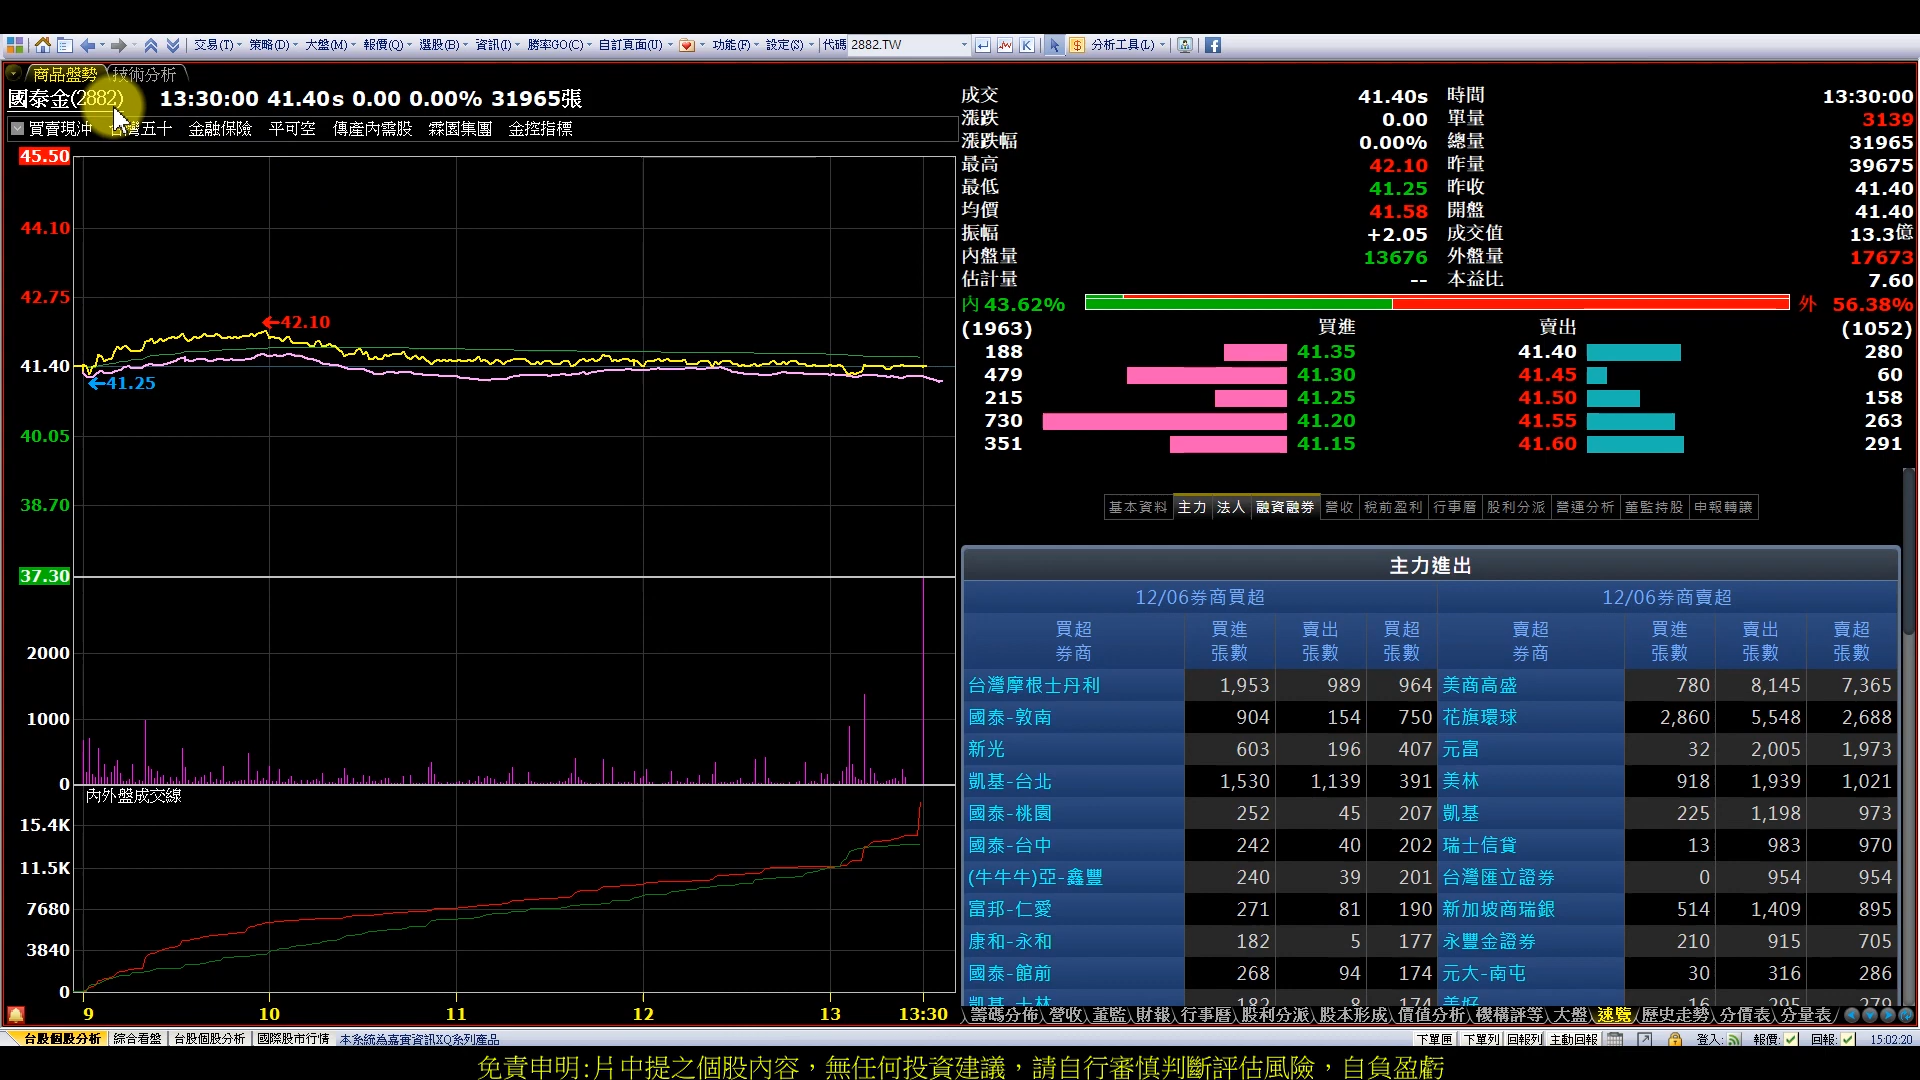 交易(T) 策略(D) 大盤(M) 報價(Q) 選股(B) 資訊(I) 勝率GO(C) 自訂頁面(U) 功能(F) 設定(S) 代碼 2882.TW K $ 分析工具(L)
商品盤勢 技術分析
國泰金(2882) 13:30:00 41.40s 0.00 0.00% 31965張
買賣現沖 台灣五十 金融保險 平可空 傳產內需股 霖園集團 金控指標
45.50
44.10
42.75
←42.10
41.40
←41.25
40.05
38.70
37.30
2000
1000
0
內外盤成交線
15.4K
11.5K
7680
3840
0
9 10 11 12 13 13:30
成交 41.40s 時間 13:30:00
漲跌 0.00 單量 3139
漲跌幅 0.00% 總量 31965
最高 42.10 昨量 39675
最低 41.25 昨收 41.40
均價 41.58 開盤 41.40
振幅 +2.05 成交值 13.3億
內盤量 13676 外盤量 17673
估計量 -- 本益比 7.60
內 43.62% 外 56.38%
(1963) 買進 賣出 (1052)
188 41.35 41.40 280
479 41.30 41.45 60
215 41.25 41.50 158
730 41.20 41.55 263
351 41.15 41.60 291
基本資料 主力 法人 融資融券 營收 稅前盈利 行事曆 股利分派 營運分析 董監持股 申報轉讓
主力進出
12/06券商買超 12/06券商賣超
買超 買進 賣出 買超 賣超 買進 賣出 賣超
券商 張數 張數 張數 券商 張數 張數 張數
台灣摩根士丹利 1,953 989 964 美商高盛 780 8,145 7,365
國泰-敦南 904 154 750 花旗環球 2,860 5,548 2,688
新光 603 196 407 元富 32 2,005 1,973
凱基-台北 1,530 1,139 391 美林 918 1,939 1,021
國泰-桃園 252 45 207 凱基 225 1,198 973
國泰-台中 242 40 202 瑞士信貸 13 983 970
(牛牛牛)亞-鑫豐 240 39 201 台灣匯立證券 0 954 954
富邦-仁愛 271 81 190 新加坡商瑞銀 514 1,409 895
康和-永和 182 5 177 永豐金證券 210 915 705
國泰-館前 268 94 174 元大-南屯 30 316 286
凱基-士林 182 8 174 美好 16 295 279
籌碼分佈 營收 董監 財報 行事曆 股利分派 股本形成 價值分析 機構評等 大盤 速覽 歷史走勢 分價表 分量表
台股個股分析 綜合看盤 台股個股分析 國際股市行情 本系統為嘉實資訊XQ系列產品 下單匣 下單列 回報列 主動回報 登入: 報價: 回報: 15:02:20
免責申明:片中提之個股內容，無任何投資建議，請自行審慎判斷評估風險，自負盈虧